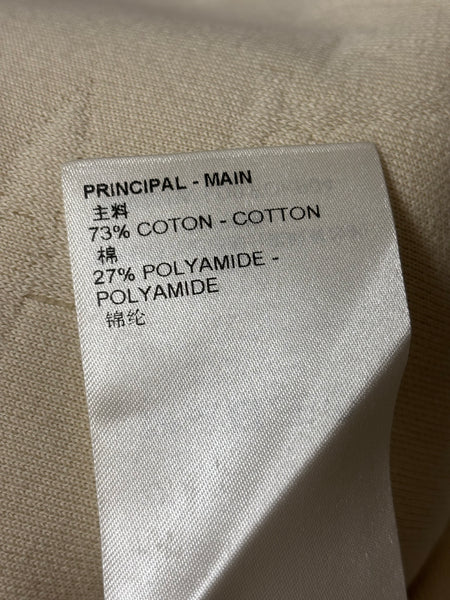 PRINCIPAL - MAIN
主料
73% COTON - COTTON
棉
27% POLYAMIDE -
POLYAMIDE
锦纶